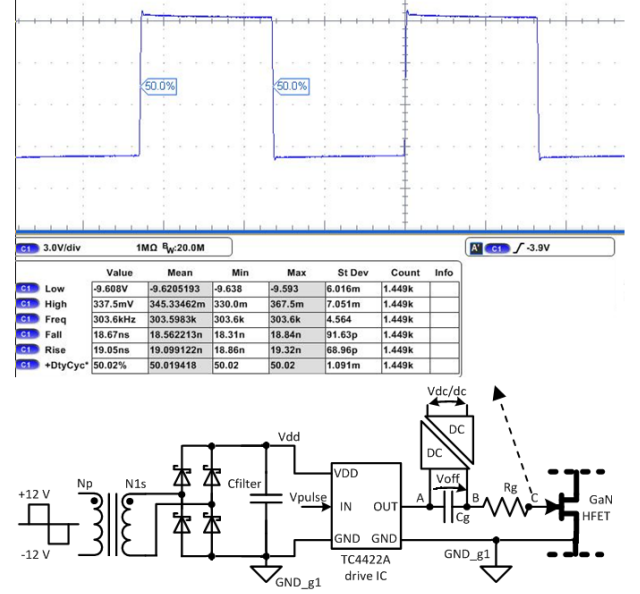 50.0% 50.0%
C1 3.0V/div 1MΩ BW:20.0M A' C1 -3.9V
Value Mean Min Max St Dev Count Info
C1 Low -9.608V -9.6205193 -9.638 -9.593 6.016m 1.449k
C1 High 337.5mV 345.33462m 330.0m 367.5m 7.051m 1.449k
C1 Freq 303.6kHz 303.5983k 303.6k 303.6k 4.564 1.449k
C1 Fall 18.67ns 18.562213n 18.31n 18.84n 91.63p 1.449k
C1 Rise 19.05ns 19.099122n 18.86n 19.32n 68.96p 1.449k
C1 +DtyCyc* 50.02% 50.019418 50.02 50.02 1.091m 1.449k
Vdc/dc
DC
DC
Vdd
Np N1s Cfilter VDD Voff Rg
+12 V Vpulse IN OUT A B C GaN
Cg HFET
-12 V GND GND GND_g1
TC4422A
GND_g1 drive IC